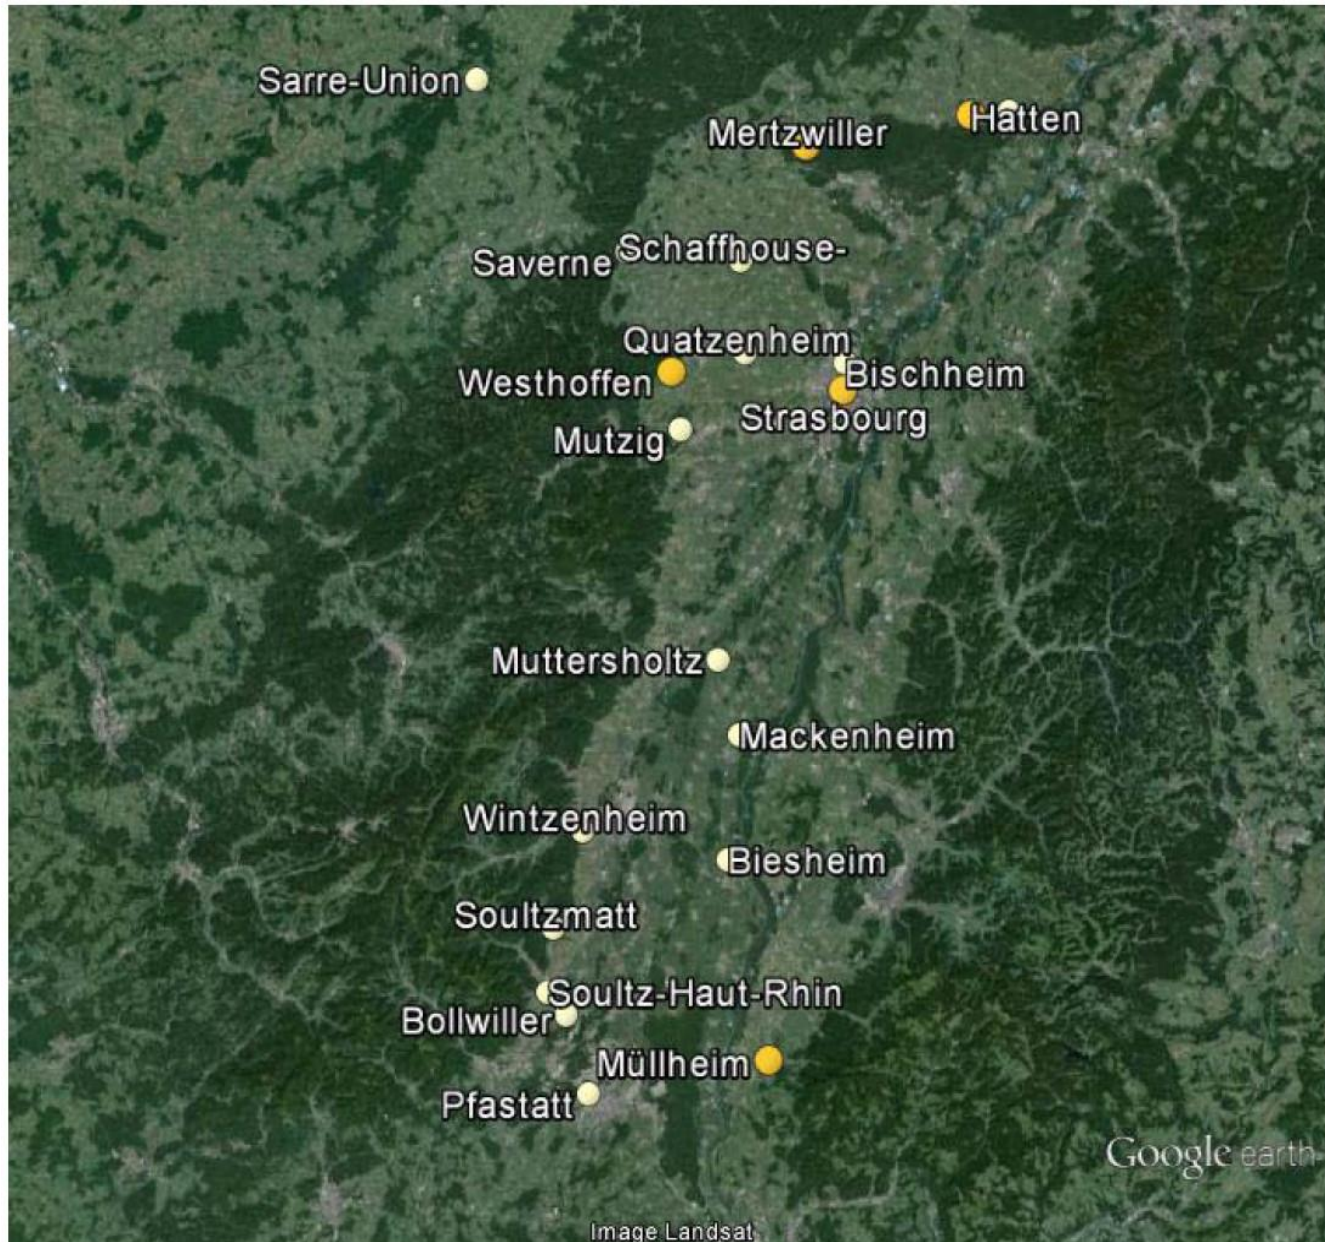 Sarre-Union
Hatten
Mertzwiller
Schaffhouse-
Saverne
Quatzenheim
Bischheim
Westhoffen
Strasbourg
Mutzig
Muttersholtz
Mackenheim
Wintzenheim
Biesheim
Soultzmatt
Soultz-Haut-Rhin
Bollwiller
Müllheim
Pfastatt
Google earth
Image Landsat